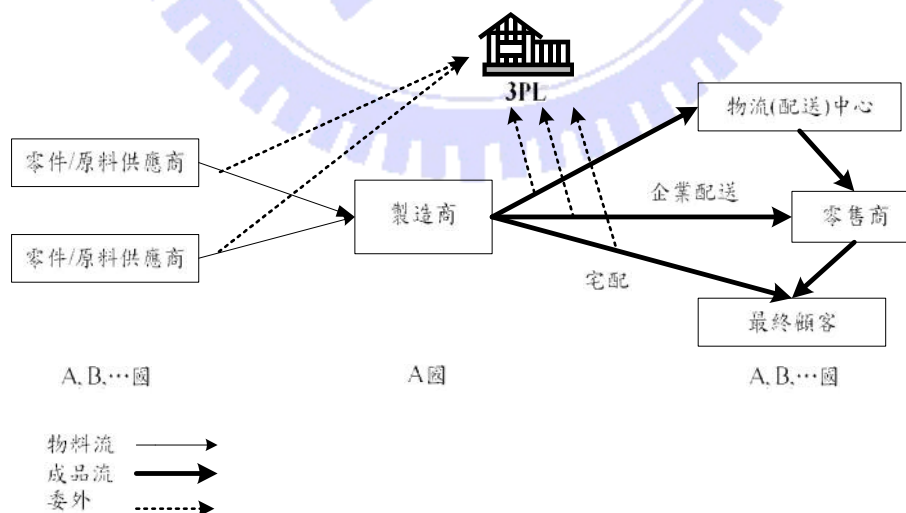 3PL
物流(配送)中心
零件/原料供應商
製造商
企業配送
零售商
零件/原料供應商
宅配
最終顧客
A, B,…國
A國
A, B,…國
物料流
成品流
委外